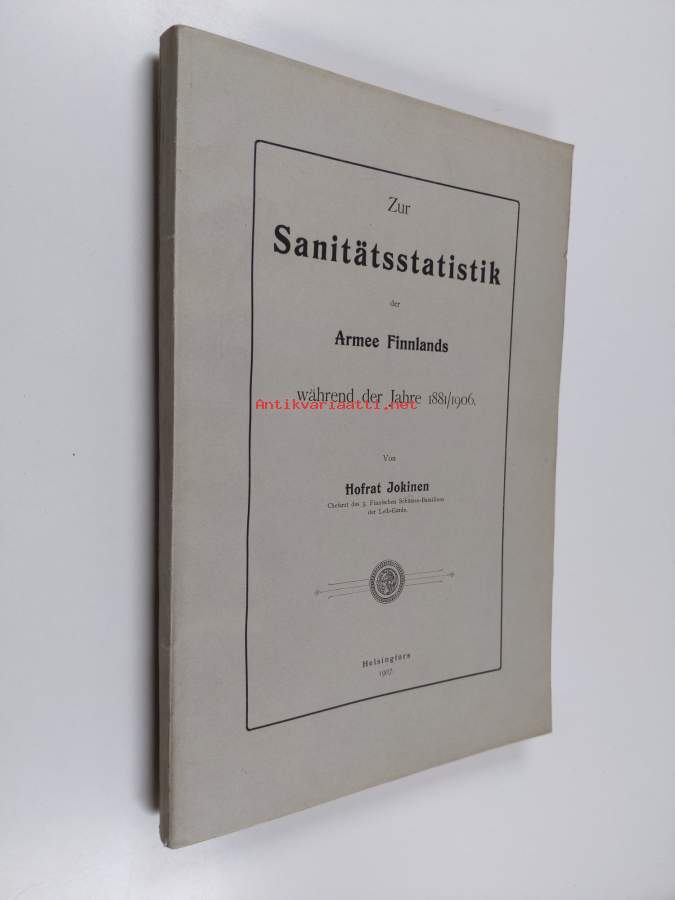 Zur
Sanitätsstatistik
der
Armee Finnlands
während der Jahre 1881/1906.
Antikvariaatti.net
Von
Hofrat Jokinen
Chefarzt des 3. Finnischen Schützen-Bataillons
der Leib-Garde.
Helsingfors
1907.